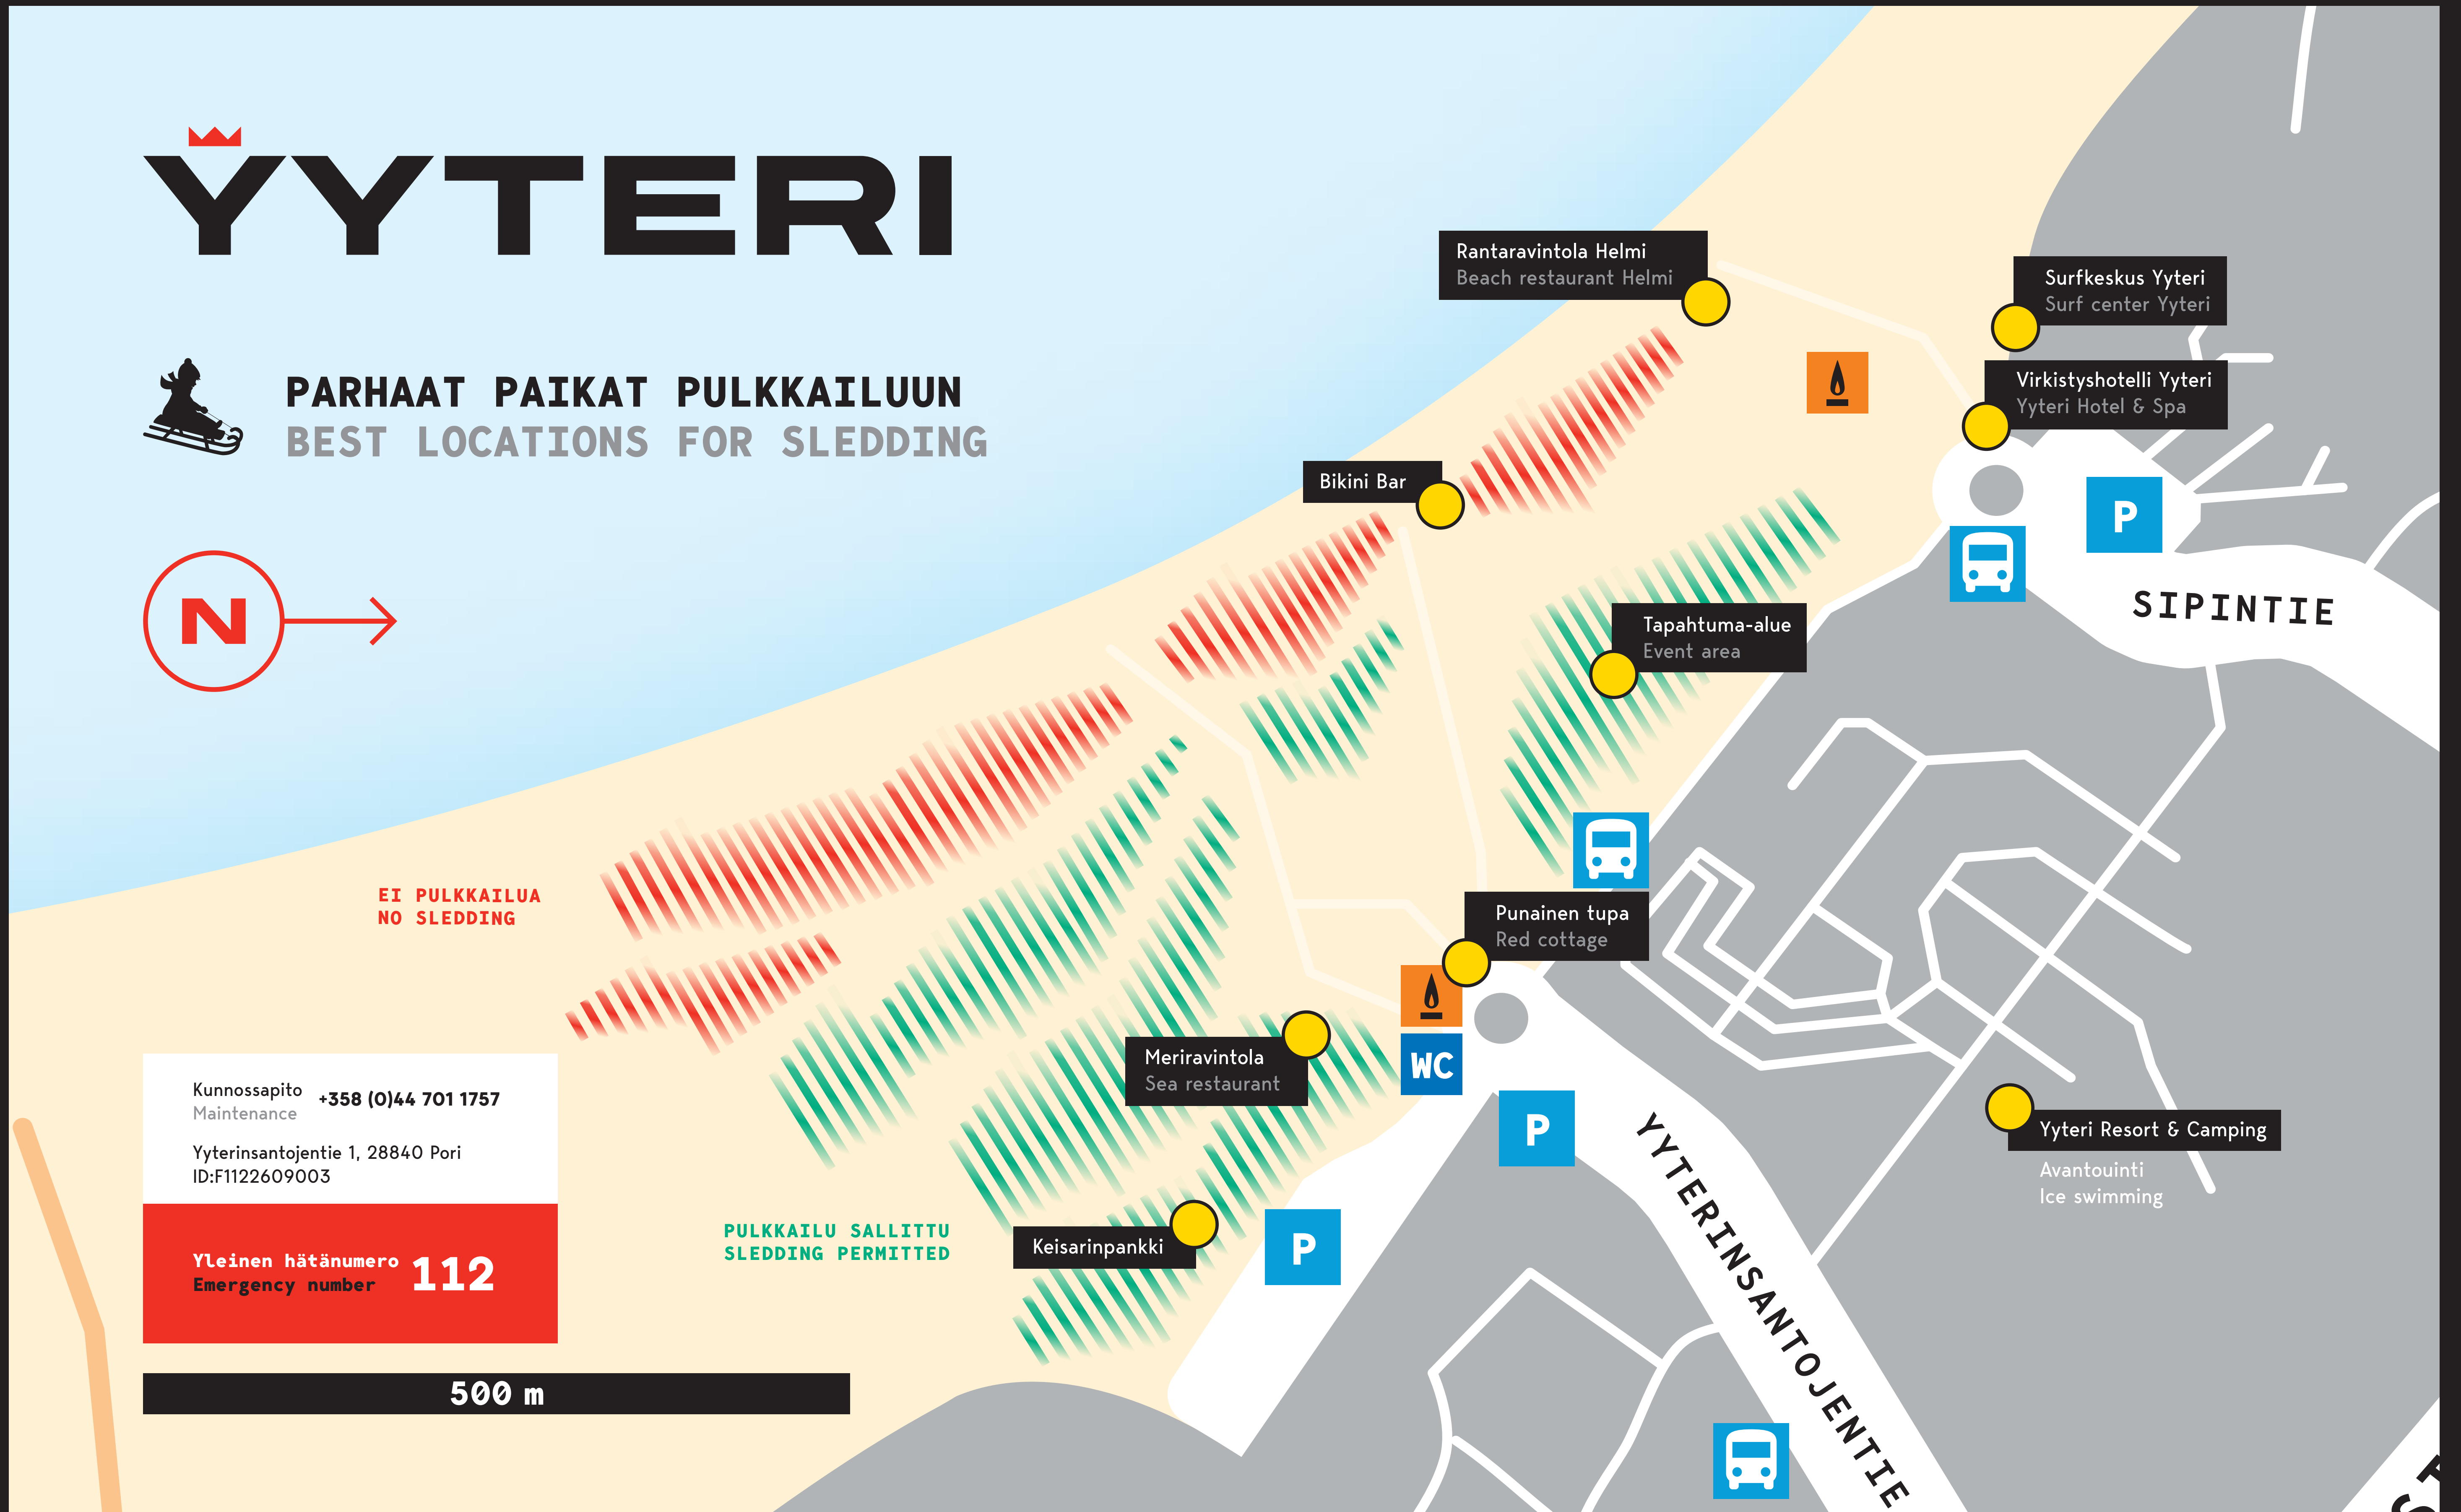 YYTERI
PARHAAT PAIKAT PULKKAILUUN
BEST LOCATIONS FOR SLEDDING
N
Rantaravintola Helmi
Beach restaurant Helmi
Surfkeskus Yyteri
Surf center Yyteri
Virkistyshotelli Yyteri
Yyteri Hotel & Spa
Bikini Bar
P
SIPINTIE
Tapahtuma-alue
Event area
EI PULKKAILUA
NO SLEDDING
Punainen tupa
Red cottage
Meriravintola
Sea restaurant
WC
P
Yyteri Resort & Camping
Avantouinti
Ice swimming
Kunnossapito
Maintenance
+358 (0)44 701 1757
Yyterinsantojentie 1, 28840 Pori
ID:F1122609003
PULKKAILU SALLITTU
SLEDDING PERMITTED
Keisarinpankki
P
YYTERINSANTOJENTIE
Yleinen hätänumero
Emergency number
112
500 m